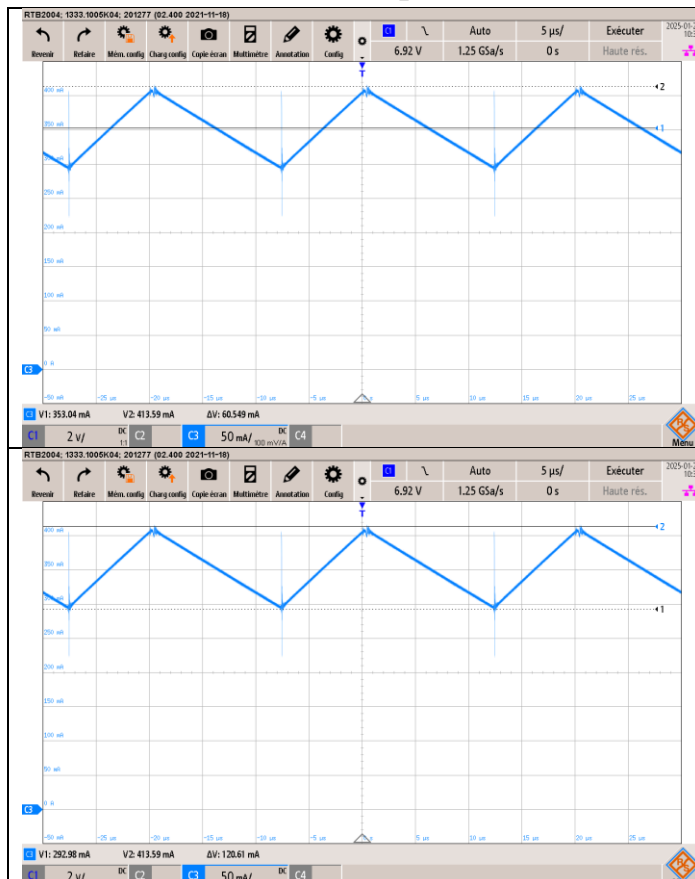 RTB2004; 1333.1005K04; 201277 (02.400 2021-11-18)
C1 Auto 5 µs/ Exécuter
Revenir Refaire Mém. config Charg config Copie écran Multimètre Annotation Config 6.92 V 1.25 GSa/s 0 s Haute rés.
T
400 mA 2
1
250 mA
200 mA
150 mA
100 mA
50 mA
C3 0 A
-50 mA -25 µs -20 µs -15 µs -10 µs -5 µs 5 µs 10 µs 15 µs 20 µs 25 µs
C3 V1: 353.04 mA V2: 413.59 mA ΔV: 60.549 mA
C1 2 V/ DC 1:1 C2 C3 50 mA/ DC 100 mV/A C4 Menu
RTB2004; 1333.1005K04; 201277 (02.400 2021-11-18)
C1 Auto 5 µs/ Exécuter
Revenir Refaire Mém. config Charg config Copie écran Multimètre Annotation Config 6.92 V 1.25 GSa/s 0 s Haute rés.
T
400 mA 2
350 mA
1
250 mA
200 mA
150 mA
100 mA
50 mA
C3 0 A
-50 mA -25 µs -20 µs -15 µs -10 µs -5 µs 5 µs 10 µs 15 µs 20 µs 25 µs
C3 V1: 292.98 mA V2: 413.59 mA ΔV: 120.61 mA
C1 2 V/ DC C2 C3 50 mA/ DC C4